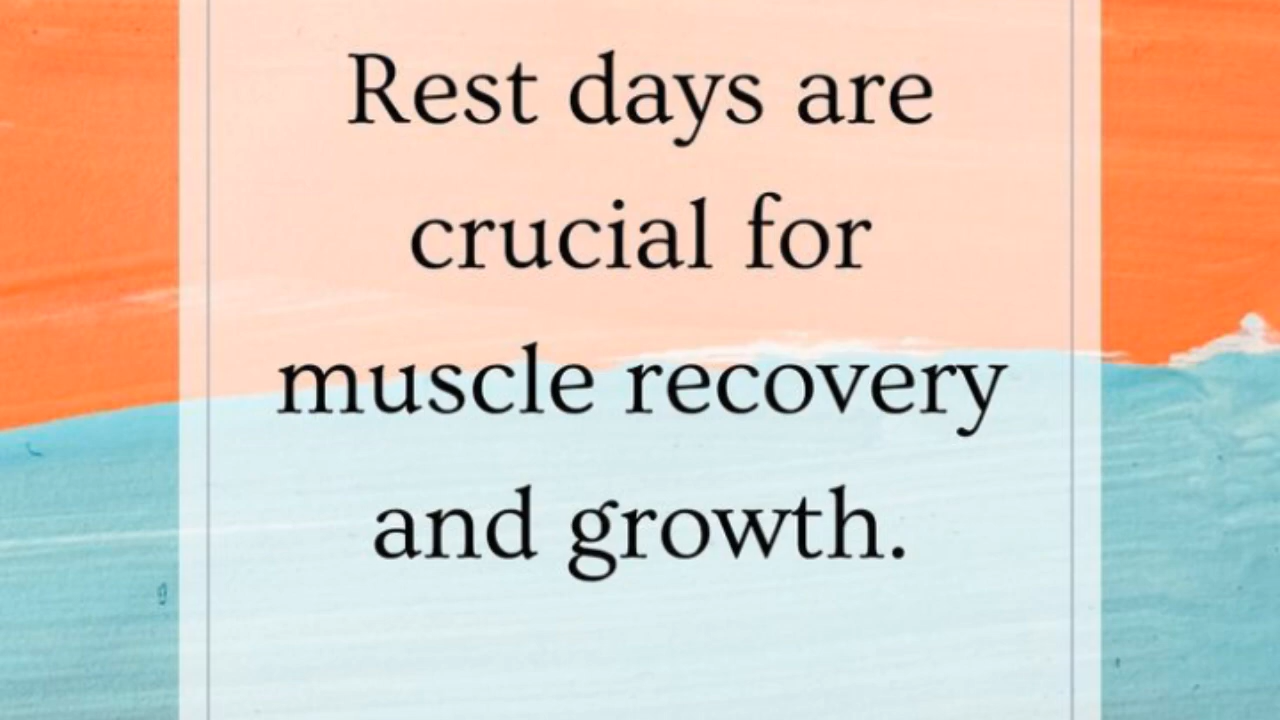 Rest days are
crucial for
muscle recovery
and growth.